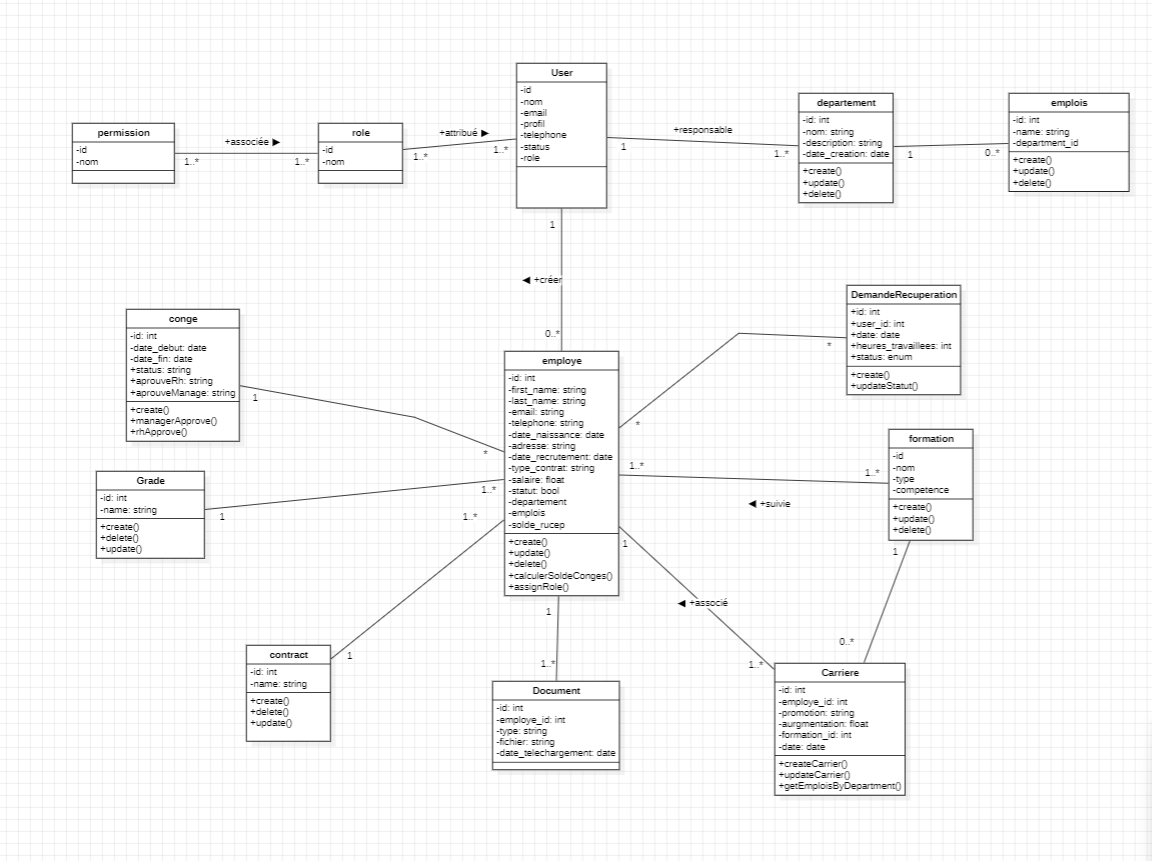 User
-id
-nom
-email
-profil
-telephone
-status
-role
permission
-id
-nom
+associée ▶
1..*
1..*
role
-id
-nom
+attribué ▶
1..*
1..*
+responsable
1
1..*
departement
-id: int
-nom: string
-description: string
-date_creation: date
+create()
+update()
+delete()
1
0..*
emplois
-id: int
-name: string
-department_id
+create()
+update()
+delete()
1
◀ +créer
0..*
conge
-id: int
-date_debut: date
-date_fin: date
+status: string
+aprouveRh: string
+aprouveManage: string
+create()
+managerApprove()
+rhApprove()
1
*
employe
-id: int
-first_name: string
-last_name: string
-email: string
-telephone: string
-date_naissance: date
-adresse: string
-date_recrutement: date
-type_contrat: string
-salaire: float
-statut: bool
-departement
-emplois
-solde_rucep
+create()
+update()
+delete()
+calculerSoldeConges()
+assignRole()
DemandeRecuperation
+id: int
+user_id: int
+date: date
+heures_travaillees: int
+status: enum
+create()
+updateStatut()
*
*
formation
-id
-nom
-type
-competence
+create()
+update()
+delete()
1..*
1..*
◀ +suivie
Grade
-id: int
-name: string
+create()
+delete()
+update()
1
1..*
1..*
1
contract
-id: int
-name: string
+create()
+delete()
+update()
1
1..*
Document
-id: int
-employe_id: int
-type: string
-fichier: string
-date_telechargement: date
1
◀ +associé
1..*
1
0..*
Carriere
-id: int
-employe_id: int
-promotion: string
-aurgmentation: float
-formation_id: int
-date: date
+createCarrier()
+updateCarrier()
+getEmploisByDepartment()